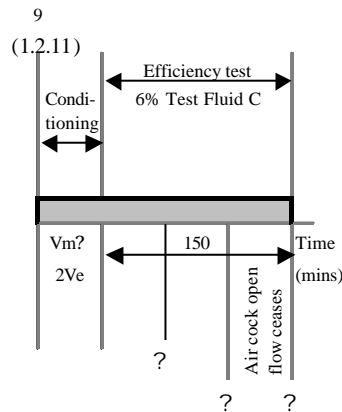 9
(1.2.11)
Efficiency test
6% Test Fluid C
Condi-
tioning
Vm?
2Ve
150
Time
(mins)
Air cock open
flow ceases
?
?
?